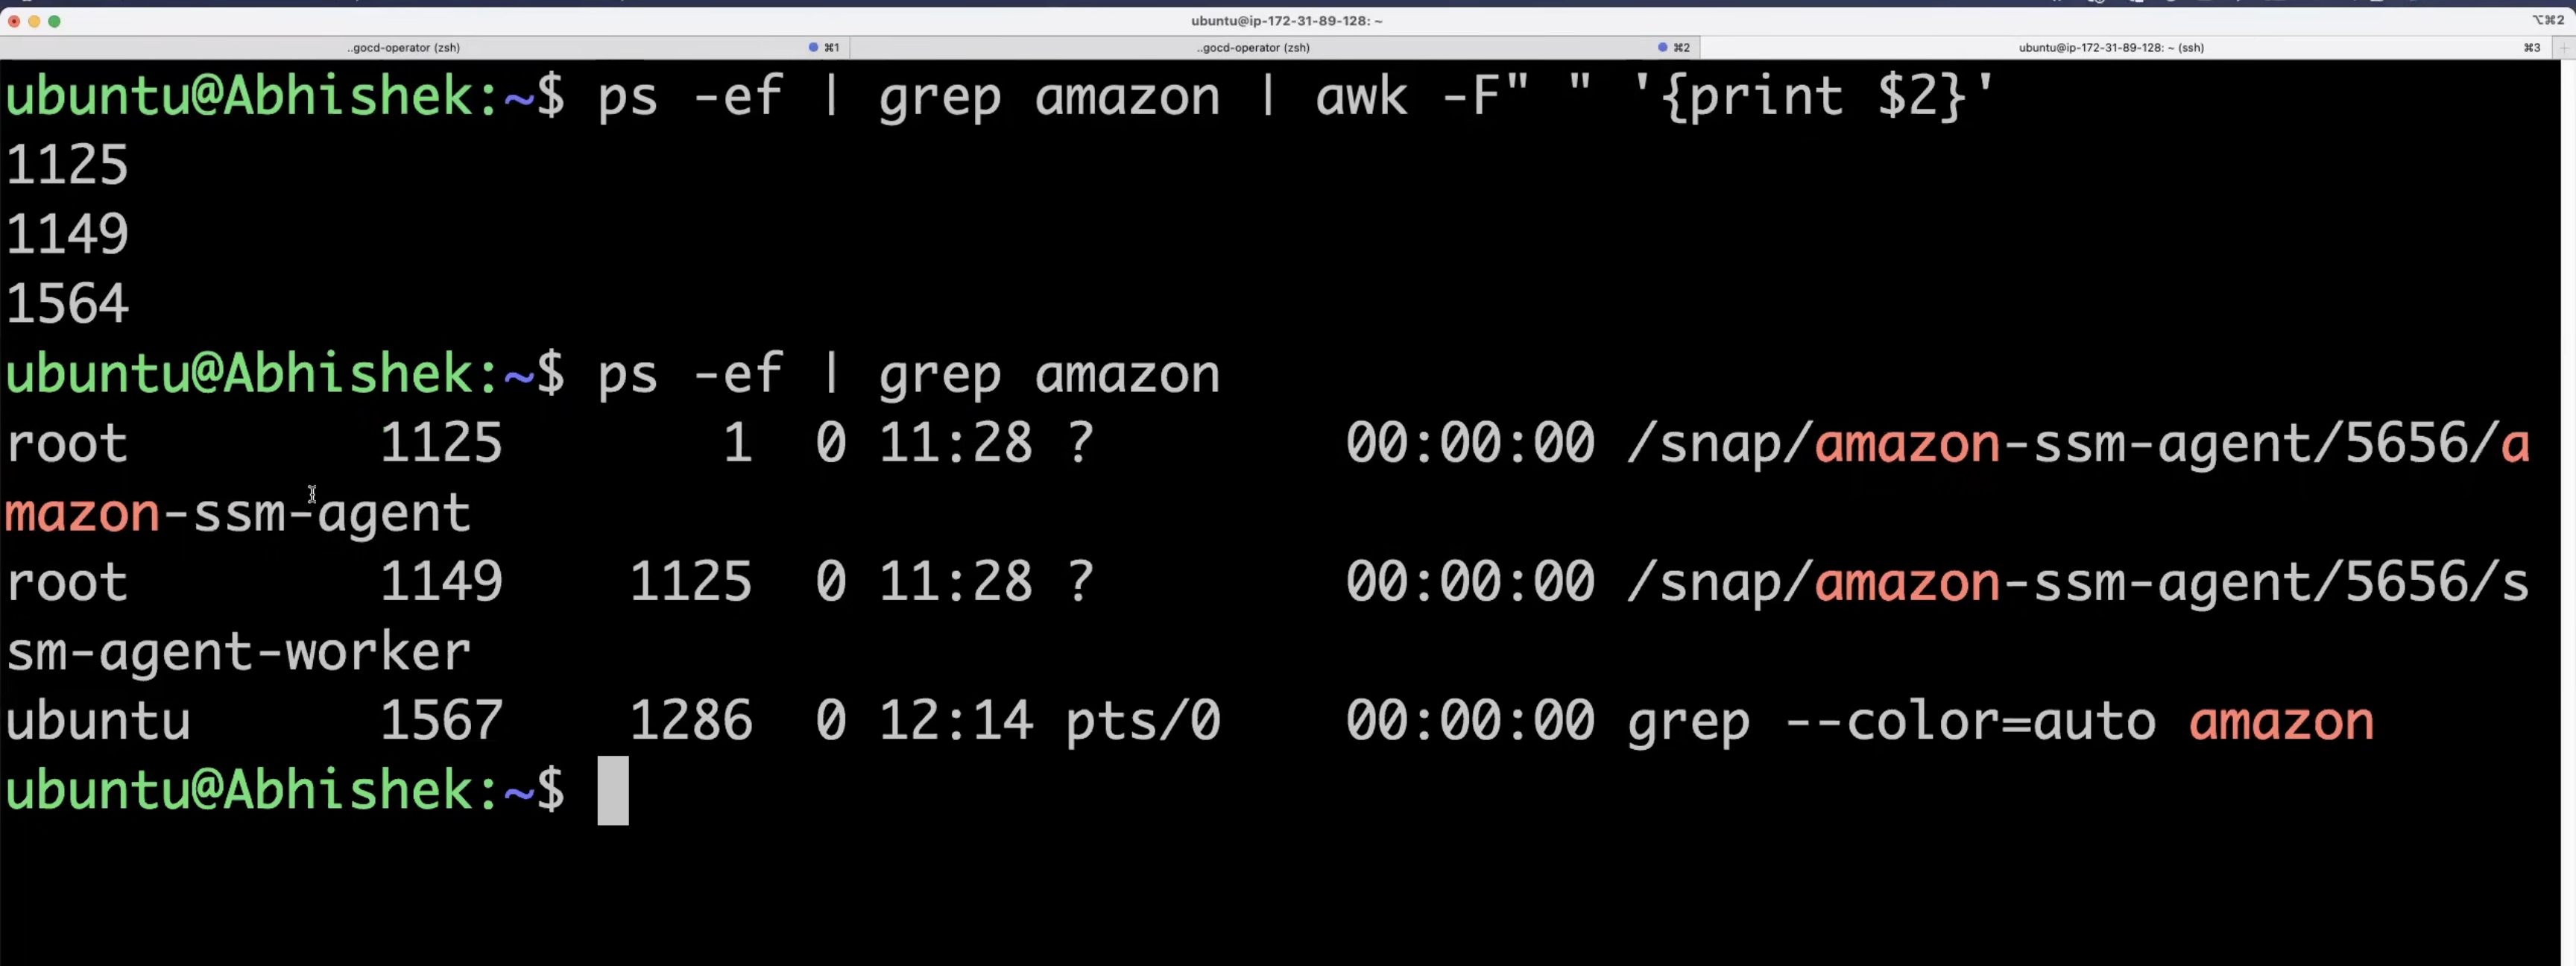 ubuntu@ip-172-31-89-128: ~
⌥⌘2
..gocd-operator (zsh)
⌘1
..gocd-operator (zsh)
⌘2
ubuntu@ip-172-31-89-128: ~ (ssh)
⌘3
ubuntu@Abhishek:~$ ps -ef | grep amazon | awk -F" " '{print $2}'
1125
1149
1564
ubuntu@Abhishek:~$ ps -ef | grep amazon
root        1125       1  0 11:28 ?        00:00:00 /snap/amazon-ssm-agent/5656/a
mazon-ssm-agent
root        1149    1125  0 11:28 ?        00:00:00 /snap/amazon-ssm-agent/5656/s
sm-agent-worker
ubuntu      1567    1286  0 12:14 pts/0    00:00:00 grep --color=auto amazon
ubuntu@Abhishek:~$